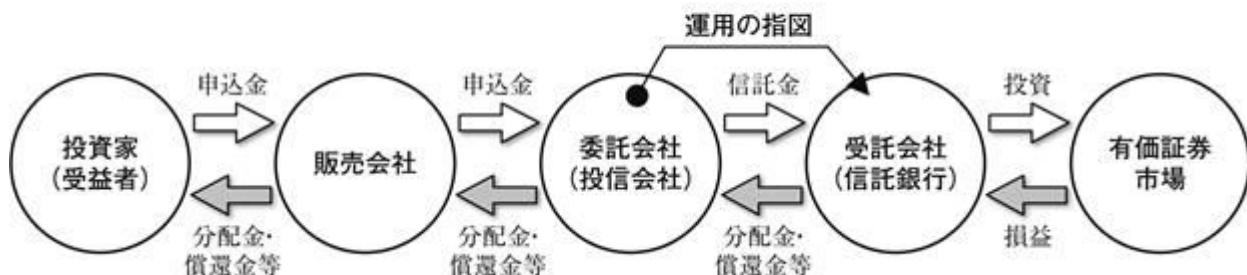 運用の指図
申込金
申込金
信託金
投資
投資家
（受益者）
販売会社
委託会社
（投信会社）
受託会社
（信託銀行）
有価証券
市場
分配金・
償還金等
分配金・
償還金等
分配金・
償還金等
損益